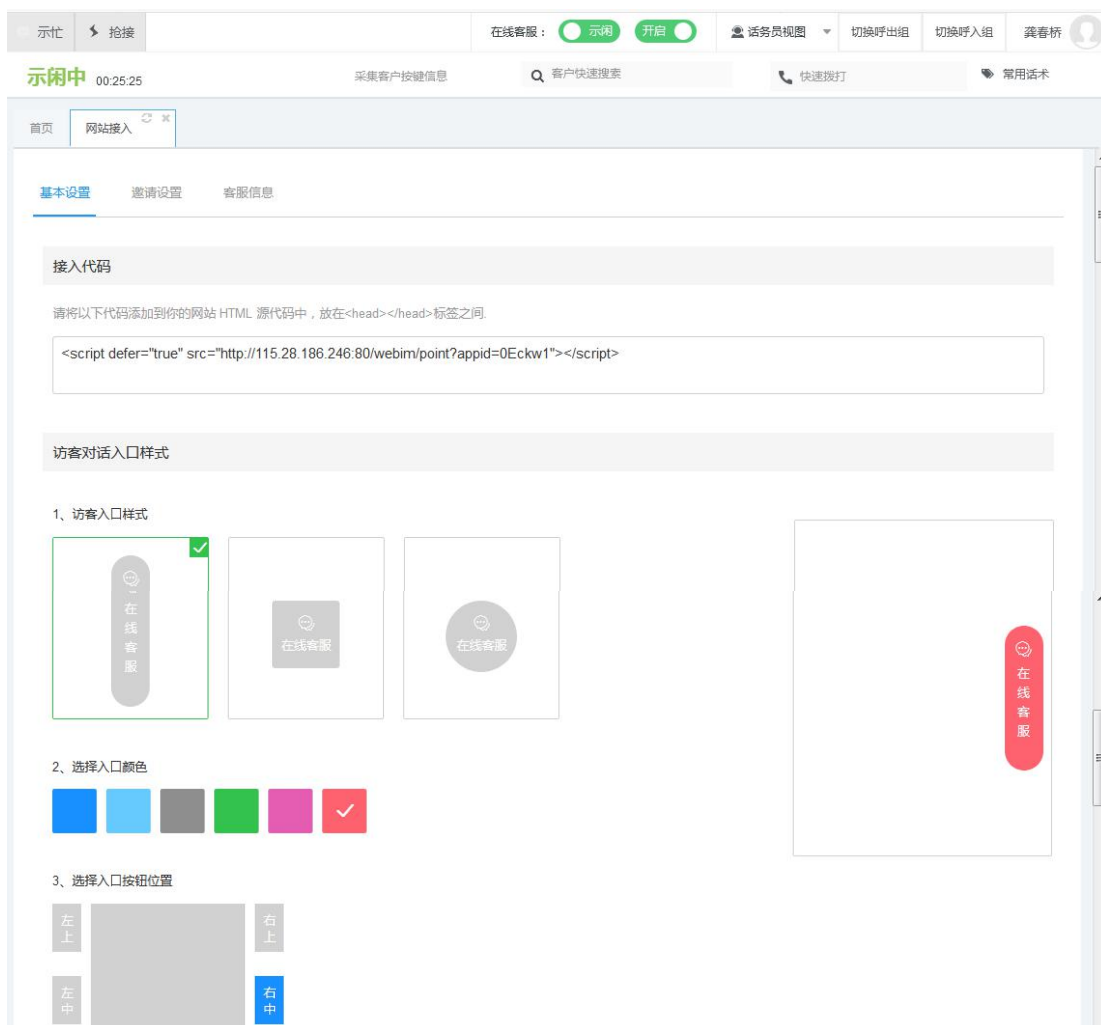 示忙 抢接 在线客服： 示闲 开启 话务员视图 切换呼出组 切换呼入组 龚春桥
示闲中 00:25:25 采集客户按键信息 客户快速搜素 快速拨打 常用话术
首页 网站接入
基本设置 邀请设置 客服信息
接入代码
请将以下代码添加到你的网站 HTML 源代码中，放在<head></head>标签之间.
<script defer="true" src="http://115.28.186.246:80/webim/point?appid=0Eckw1"></script>
访客对话入口样式
1、访客入口样式
在线客服
在线客服
在线客服
在线客服
2、选择入口颜色
3、选择入口按钮位置
左上 右上
左中 右中